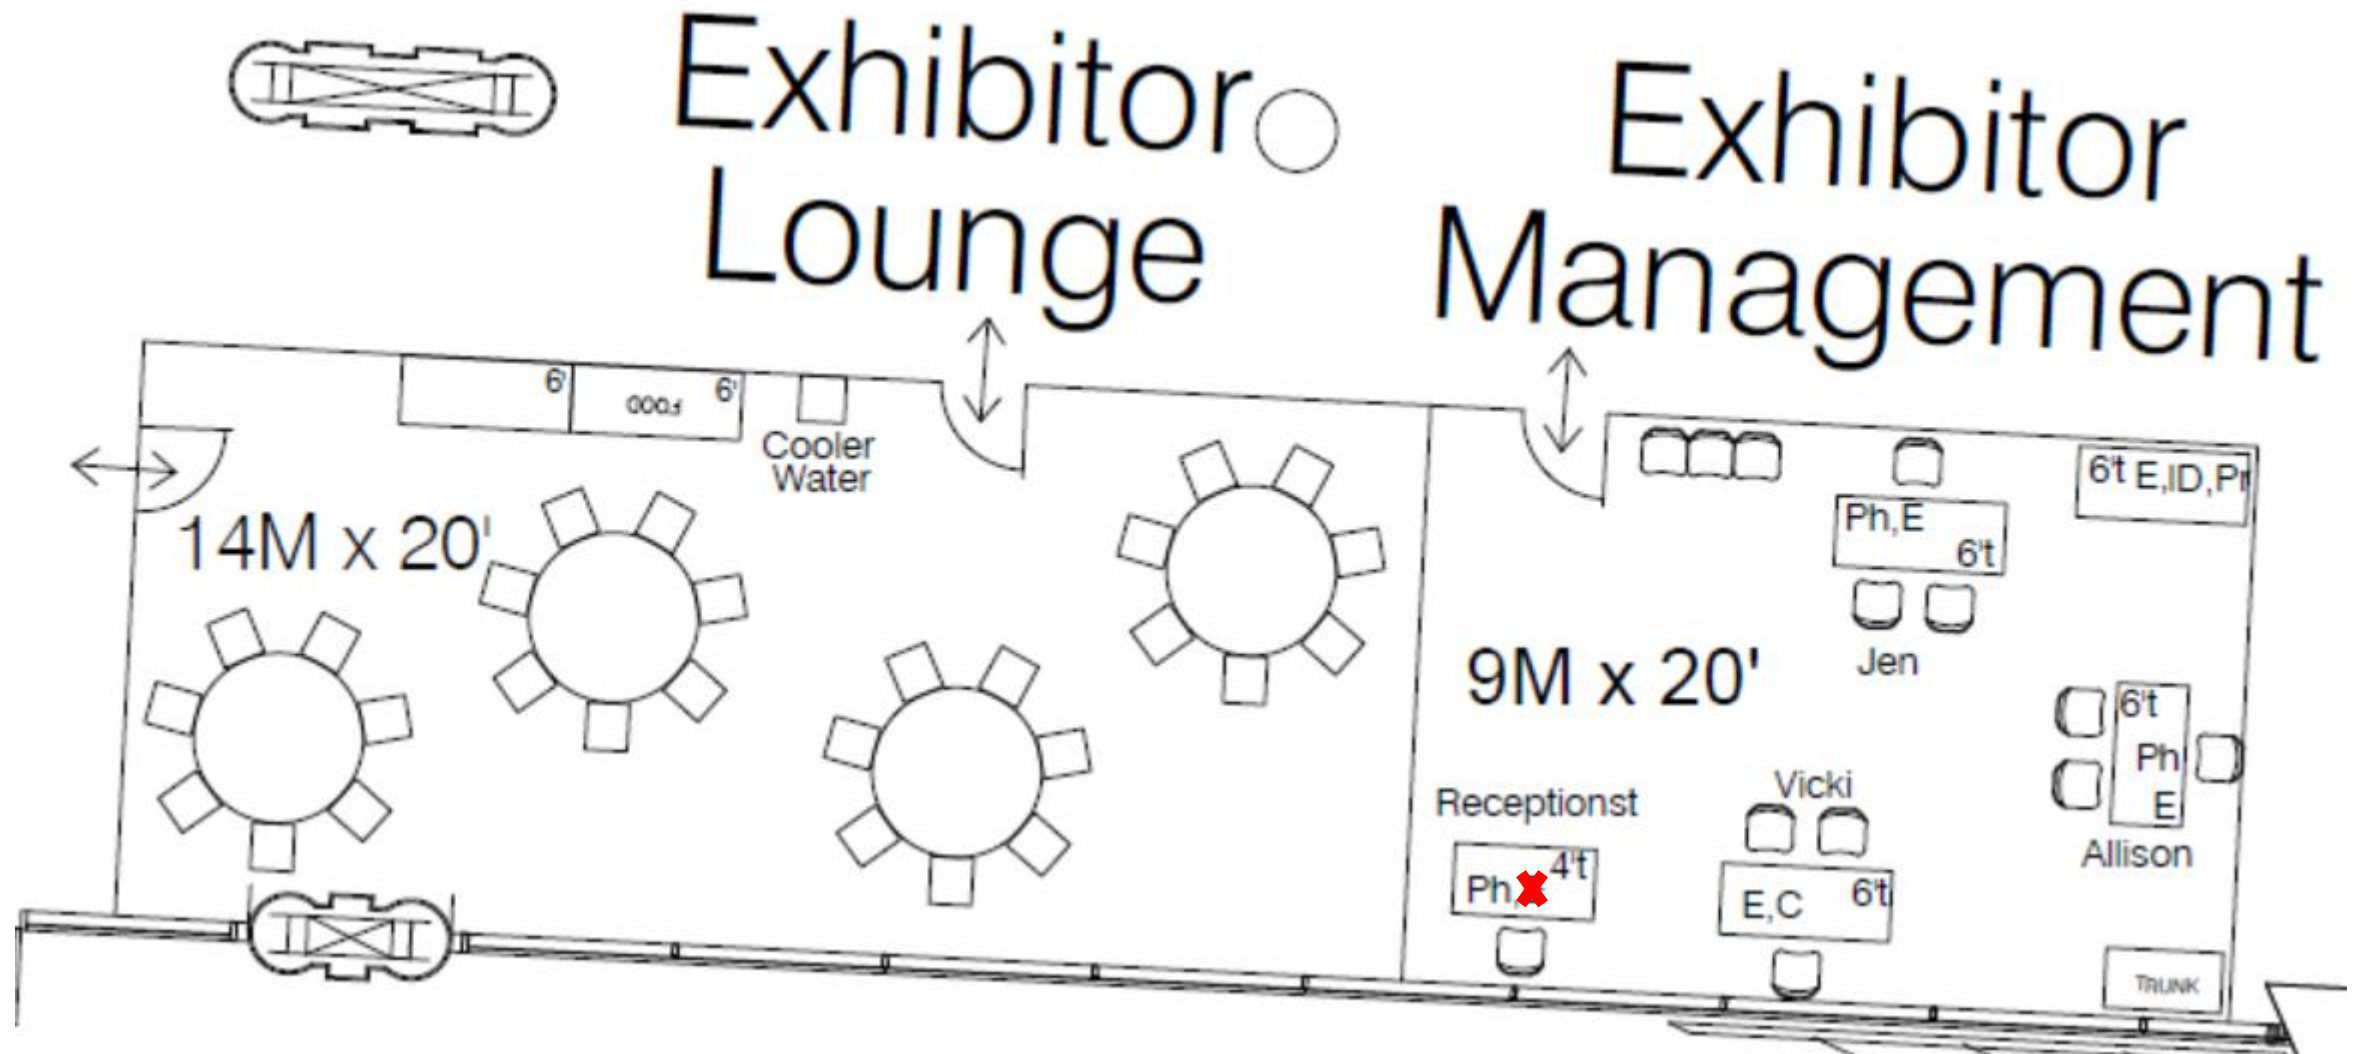 Exhibitor
Lounge
Exhibitor
Management
6'
FOOD 6'
Cooler
Water
14M x 20'
6't E,ID,Pr
Ph,E
6't
Jen
9M x 20'
6't
Ph
E
Allison
Vicki
E,C 6't
Receptionst
4't
Ph,
TRUNK